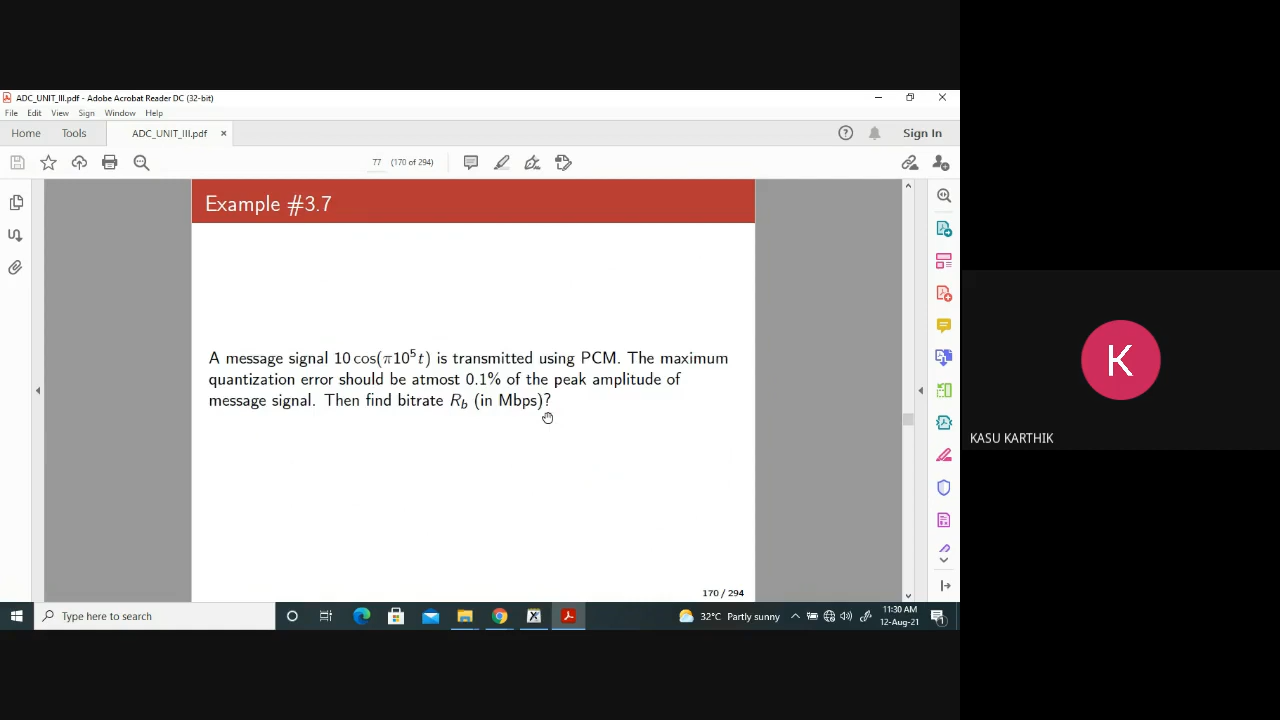 ADC_UNIT_III.pdf - Adobe Acrobat Reader DC (32-bit)
File Edit View Sign Window Help
Home Tools ADC_UNIT_III.pdf × Sign In
77 (170 of 294)
Example #3.7
A message signal 10 cos(π10⁵t) is transmitted using PCM. The maximum
quantization error should be atmost 0.1% of the peak amplitude of
message signal. Then find bitrate R_b (in Mbps)?
170 / 294
K
KASU KARTHIK
Type here to search
32°C Partly sunny
11:30 AM
12-Aug-21
1